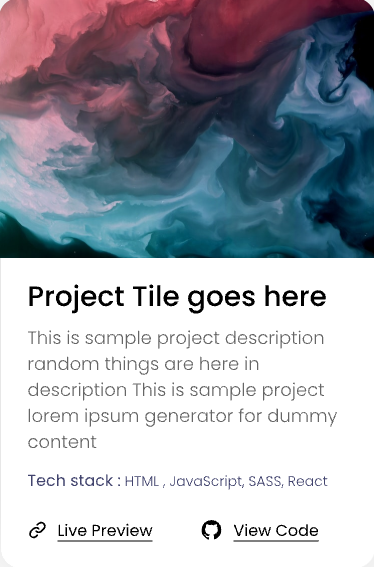 Project Tile goes here
This is sample project description
random things are here in
description This is sample project
lorem ipsum generator for dummy
content
Tech stack : HTML , JavaScript, SASS, React
Live Preview View Code